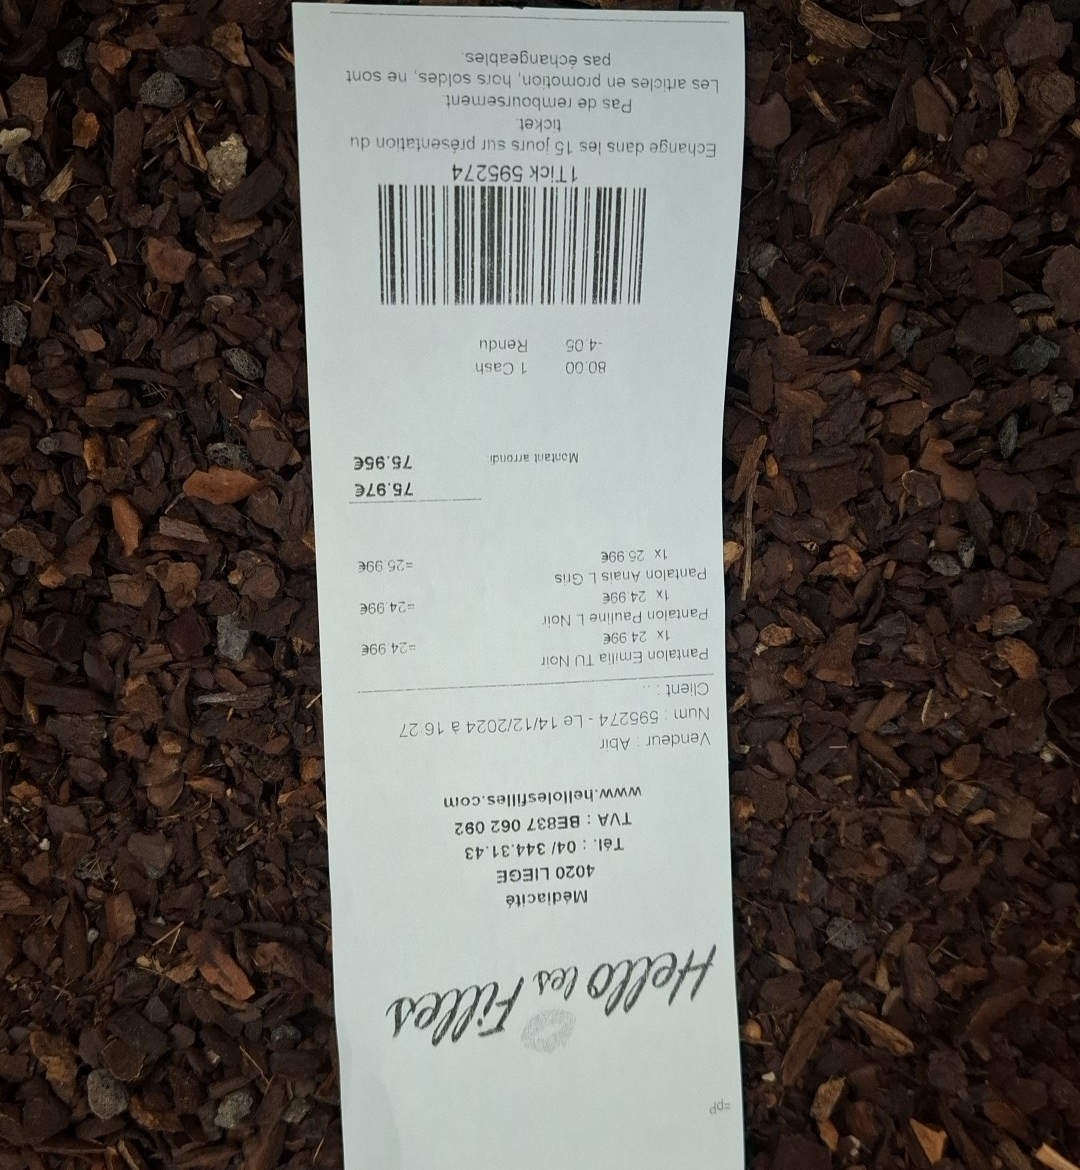 =pP
Hello les Filles
Médiacité
4020 LIEGE
Tél. : 04/ 344.31.43
TVA : BE837 062 092
www.hellolesfilles.com
Vendeur : Abir
Num : 595274 - Le 14/12/2024 à 16:27
Client : ..
Pantalon Emilia TU Noir
1x 24.99€ =24.99€
Pantalon Pauline L Noir
1x 24.99€ =24.99€
Pantalon Anais L Gris
1x 25.99€ =25.99€
75.97€
Montant arrondi: 75.95€
80.00 1 Cash
-4.05 Rendu
1Tick 595274
Echange dans les 15 jours sur présentation du
ticket.
Pas de remboursement.
Les articles en promotion, hors soldes, ne sont
pas échangeables.